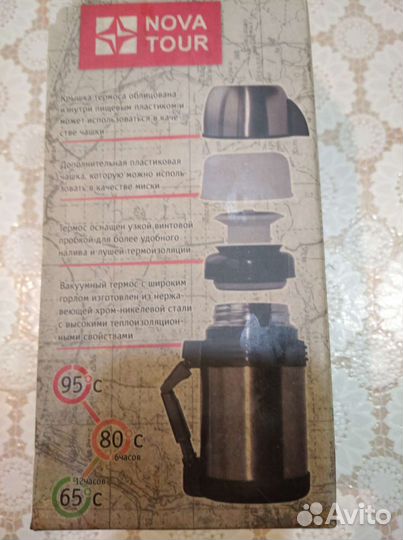 NOVA
TOUR
Крышка термоса облицована
изнутри пищевым пластиком и
может использоваться в каче-
стве чашки
Дополнительная пластиковая
чашка, которую можно исполь-
зовать в качестве миски
Термос оснащен узкой винтовой
пробкой для более удобного
налива и лучшей термоизоляции
Вакуумный термос с широким
горлом изготовлен из нержа-
веющей хром-никелевой стали
с высокими теплоизоляцион-
ными свойствами
95°C
80°C
6часов
12часов
65°C
Avito